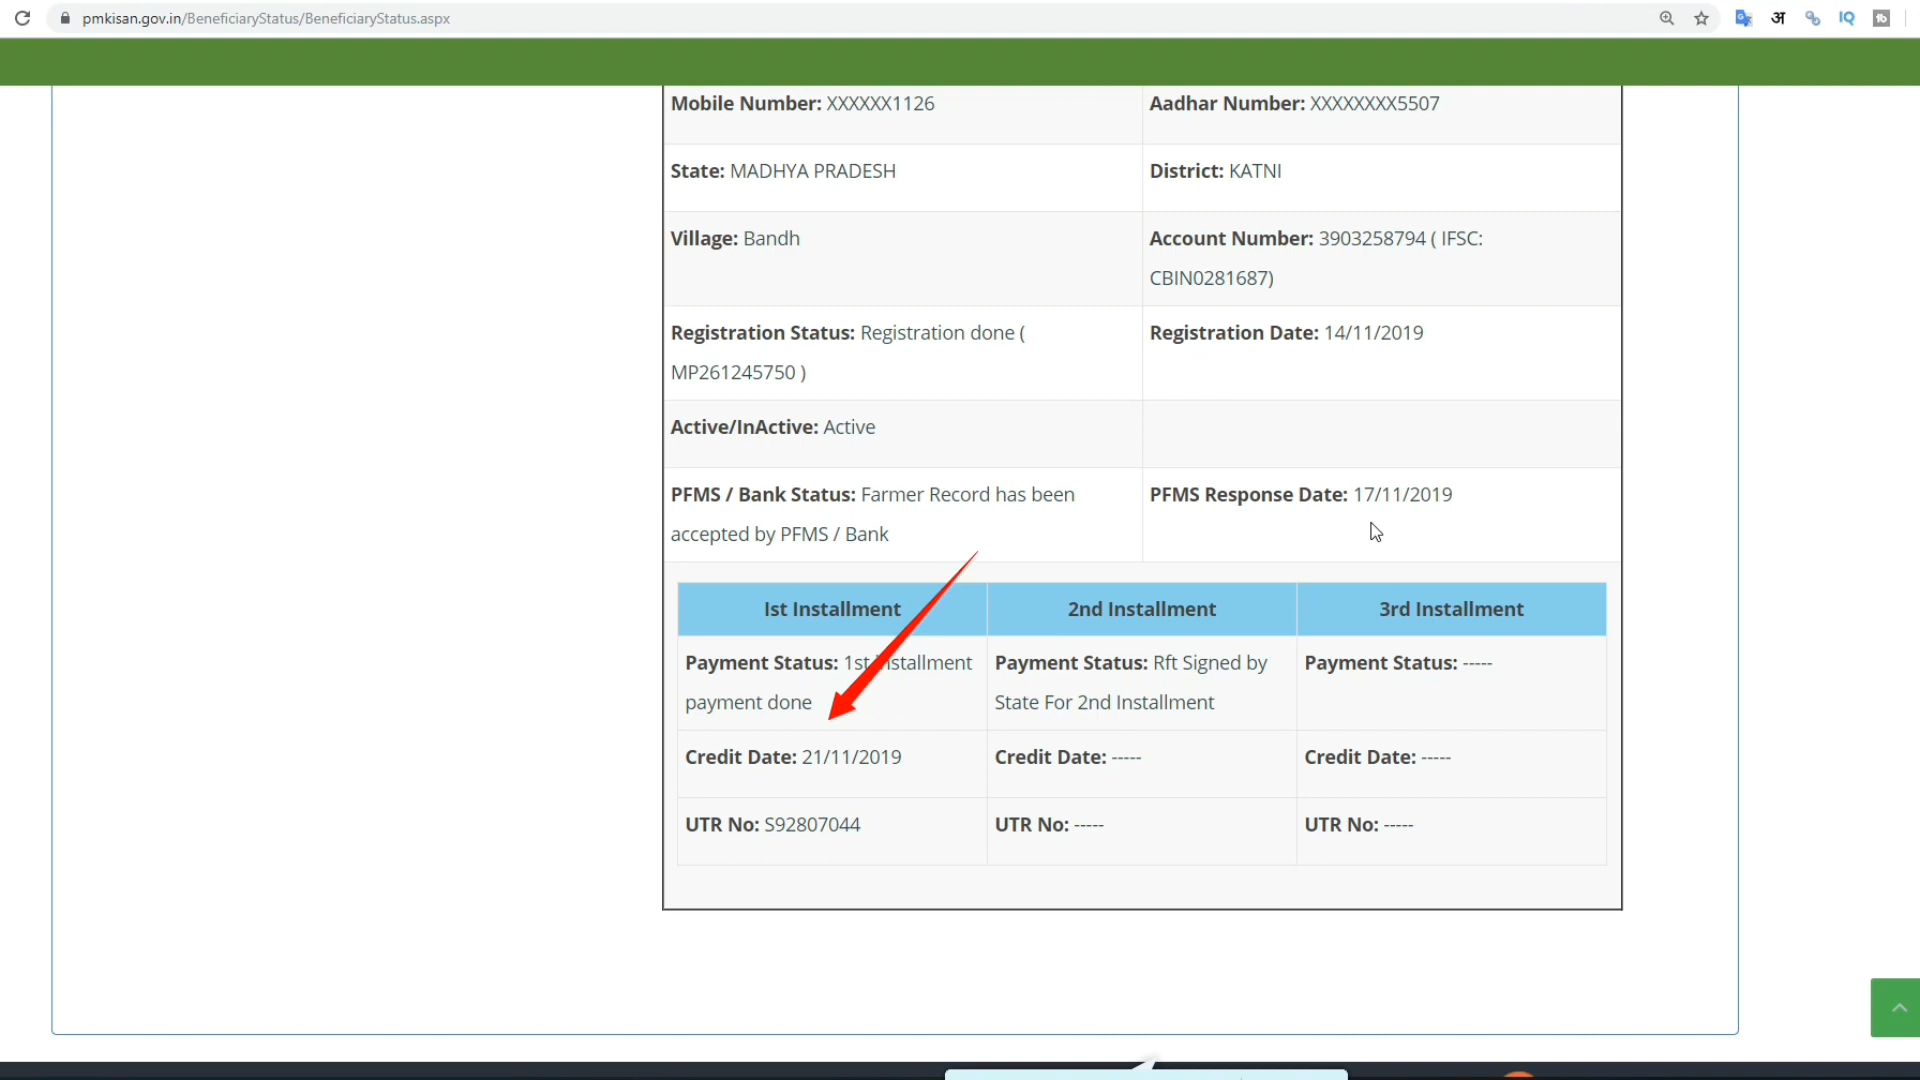 pmkisan.gov.in/BeneficiaryStatus/BeneficiaryStatus.aspx
अ
IQ
Mobile Number: XXXXXX1126
Aadhar Number: XXXXXXXX5507
State: MADHYA PRADESH
District: KATNI
Village: Bandh
Account Number: 3903258794 ( IFSC:
CBIN0281687)
Registration Status: Registration done (
MP261245750 )
Registration Date: 14/11/2019
Active/InActive: Active
PFMS / Bank Status: Farmer Record has been
accepted by PFMS / Bank
PFMS Response Date: 17/11/2019
Ist Installment
2nd Installment
3rd Installment
Payment Status: 1st Installment
payment done
Payment Status: Rft Signed by
State For 2nd Installment
Payment Status: -----
Credit Date: 21/11/2019
Credit Date: -----
Credit Date: -----
UTR No: S92807044
UTR No: -----
UTR No: -----